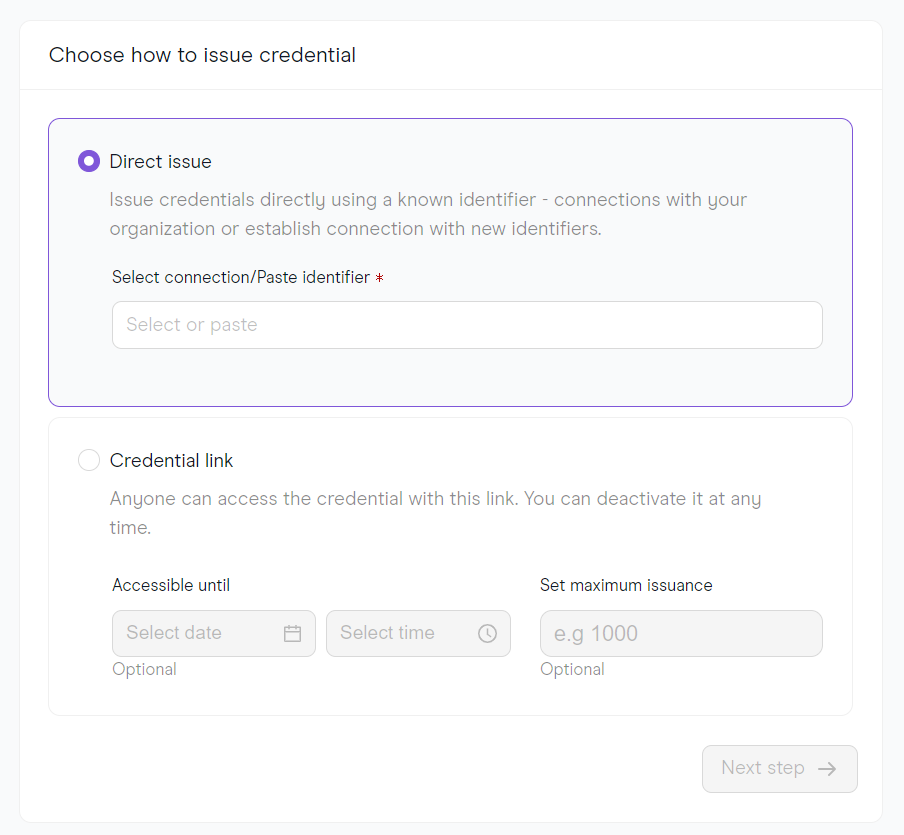 Choose how to issue credential
Direct issue
Issue credentials directly using a known identifier - connections with your
organization or establish connection with new identifiers.
Select connection/Paste identifier *
Select or paste
Credential link
Anyone can access the credential with this link. You can deactivate it at any
time.
Accessible until
Select date
Select time
Optional
Set maximum issuance
e.g 1000
Optional
Next step →